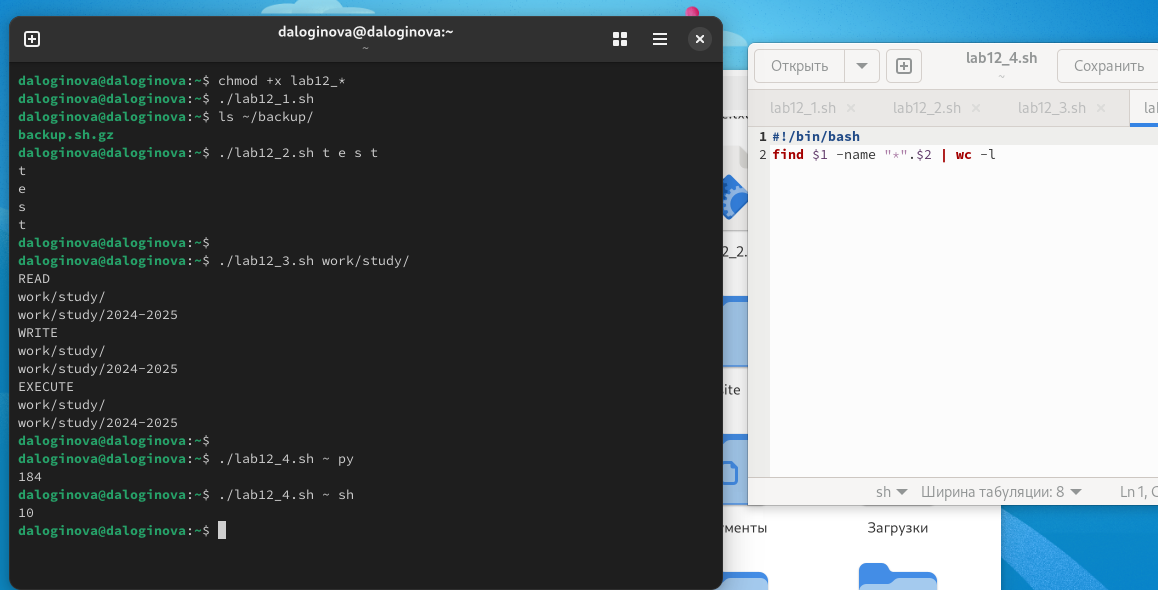 daloginova@daloginova:~
~
daloginova@daloginova:~$ chmod +x lab12_*
daloginova@daloginova:~$ ./lab12_1.sh
daloginova@daloginova:~$ ls ~/backup/
backup.sh.gz
daloginova@daloginova:~$ ./lab12_2.sh t e s t
t
e
s
t
daloginova@daloginova:~$
daloginova@daloginova:~$ ./lab12_3.sh work/study/
READ
work/study/
work/study/2024-2025
WRITE
work/study/
work/study/2024-2025
EXECUTE
work/study/
work/study/2024-2025
daloginova@daloginova:~$
daloginova@daloginova:~$ ./lab12_4.sh ~ py
184
daloginova@daloginova:~$ ./lab12_4.sh ~ sh
10
daloginova@daloginova:~$
Открыть
lab12_4.sh
~
Сохранить
lab12_1.sh
lab12_2.sh
lab12_3.sh
1 #!/bin/bash
2 find $1 -name "*".$2 | wc -l
sh
Ширина табуляции: 8
Ln 1, C
2_2.
ite
менты
Загрузки